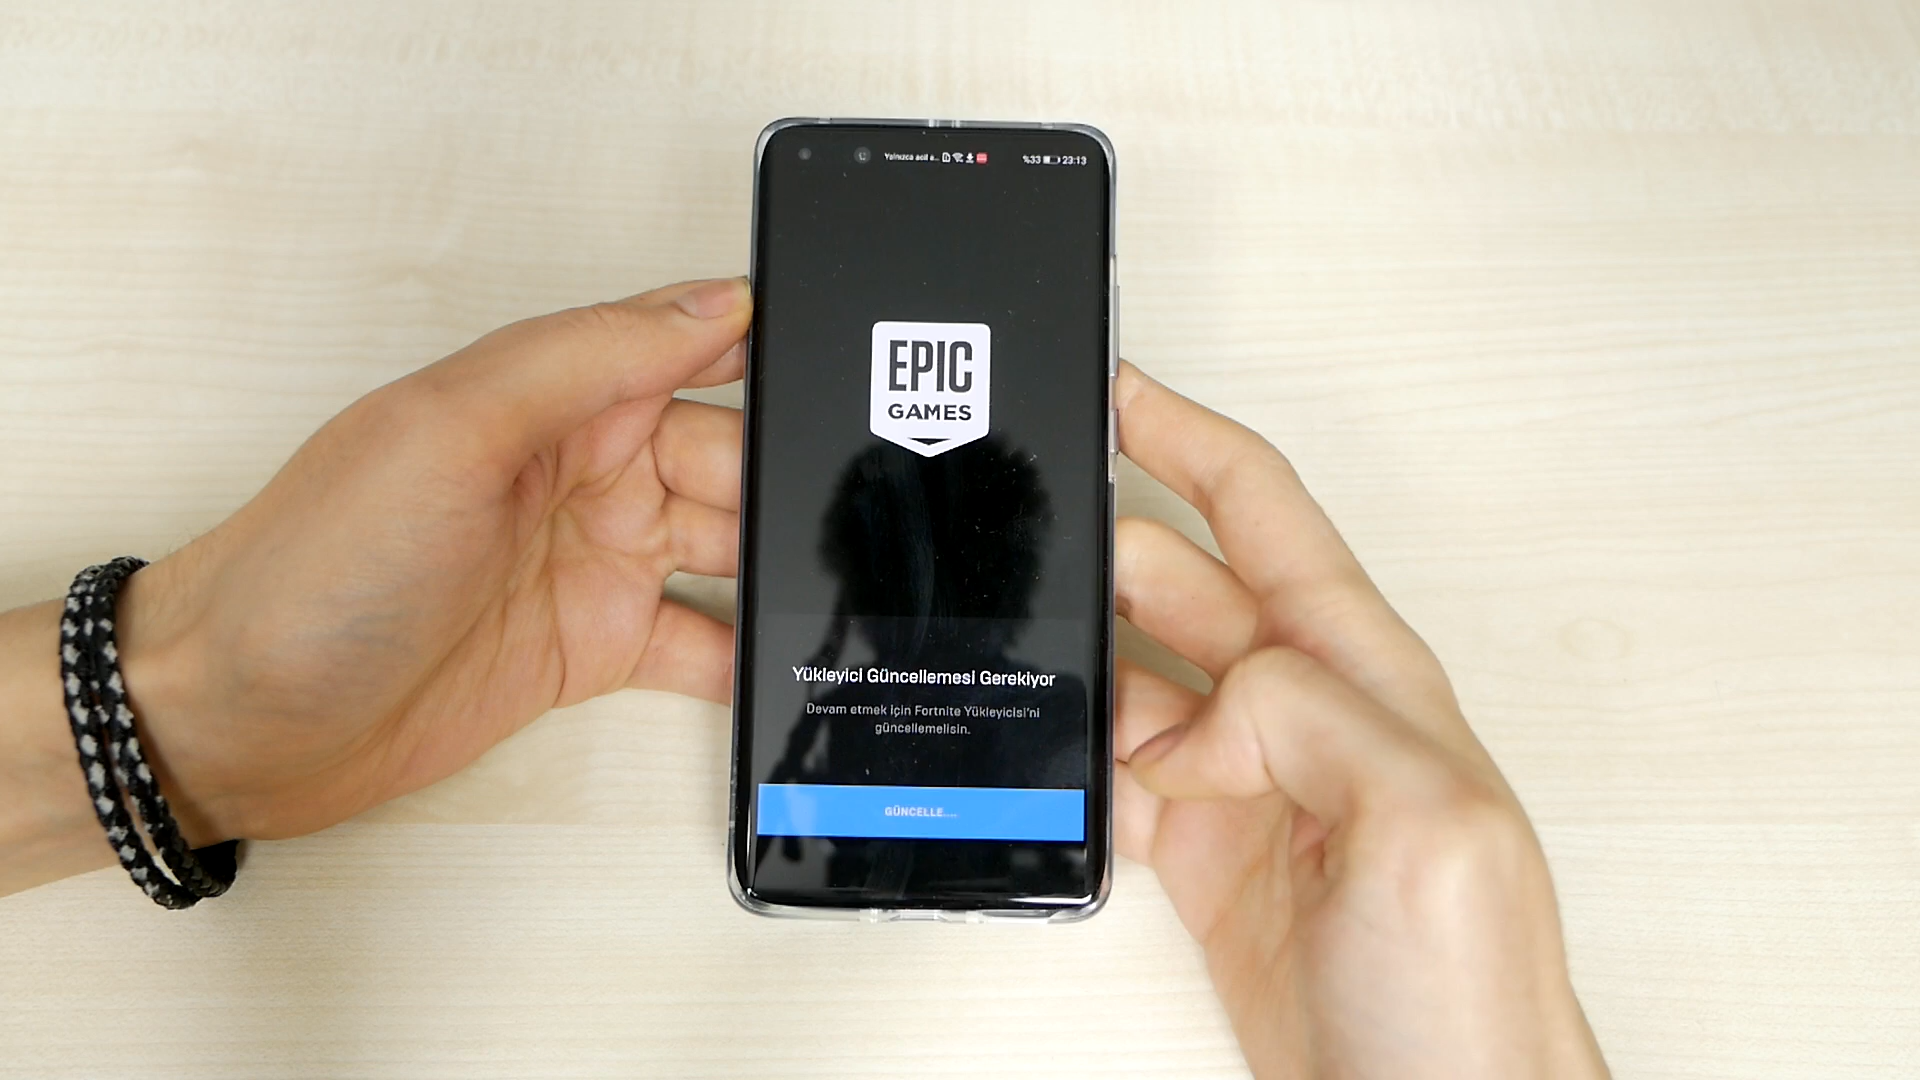 Yalnızca acil a... %33 23:13
EPIC
GAMES
Yükleyici Güncellemesi Gerekiyor
Devam etmek için Fortnite Yükleyicisi'ni
güncellemelisin.
GÜNCELLE....